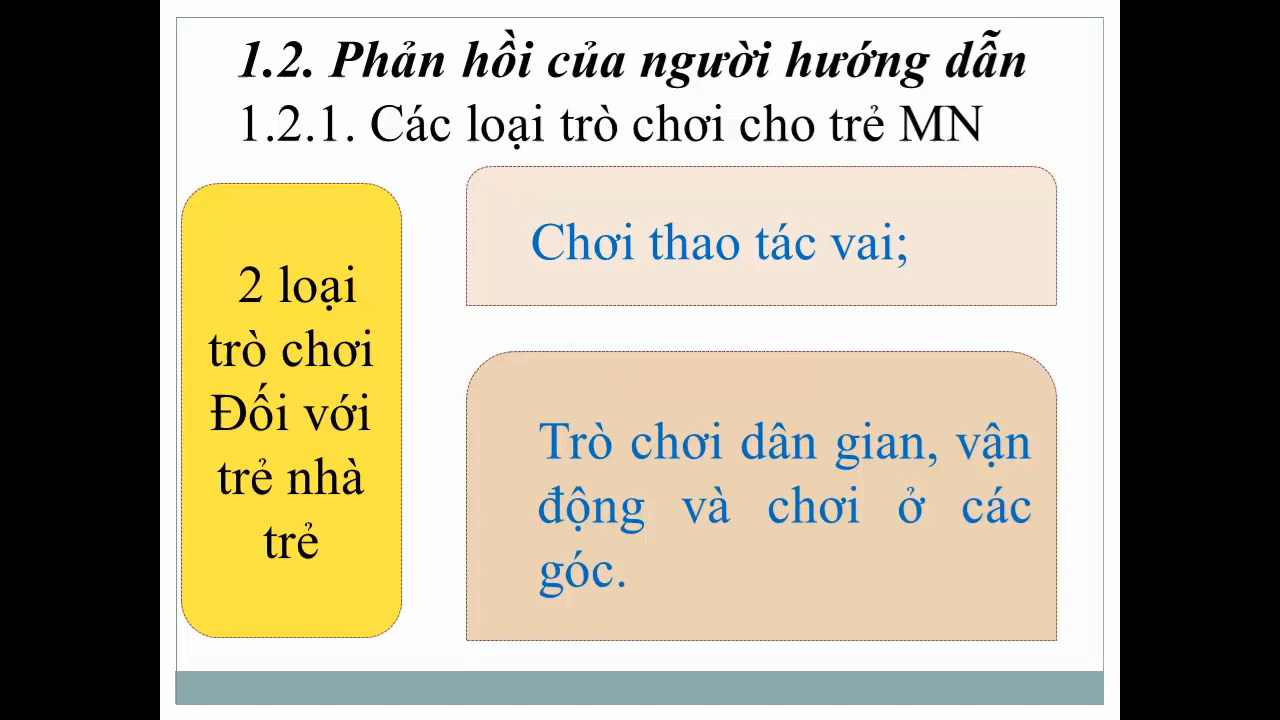 1.2. Phản hồi của người hướng dẫn
1.2.1. Các loại trò chơi cho trẻ MN
2 loại
trò chơi
Đối với
trẻ nhà
trẻ
Chơi thao tác vai;
Trò chơi dân gian, vận
động và chơi ở các
góc.